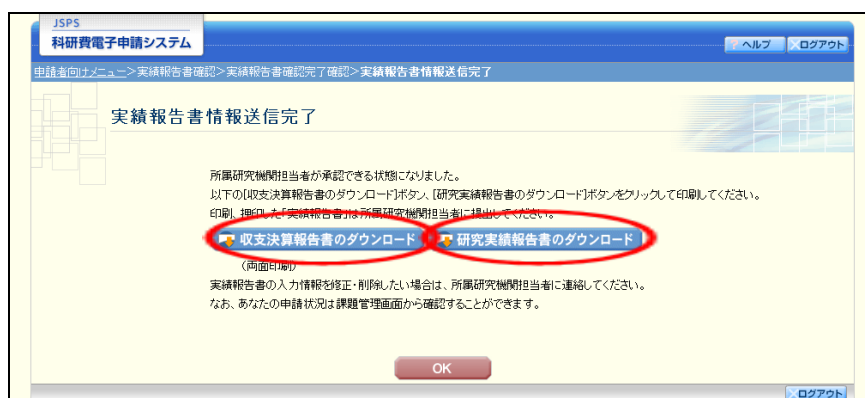 JSPS
科研費電子申請システム
? ヘルプ ×ログアウト
申請者向けメニュー>実績報告書確認>実績報告書確認完了確認>実績報告書情報送信完了
実績報告書情報送信完了
所属研究機関担当者が承認できる状態になりました。
以下の[収支決算報告書のダウンロード]ボタン、[研究実績報告書のダウンロード]ボタンをクリックして印刷してください。
印刷、押印した「実績報告書」は所属研究機関担当者に提出してください。
収支決算報告書のダウンロード 研究実績報告書のダウンロード
(両面印刷)
実績報告書の入力情報を修正・削除したい場合は、所属研究機関担当者に連絡してください。
なお、あなたの申請状況は課題管理画面から確認することができます。
OK
×ログアウト